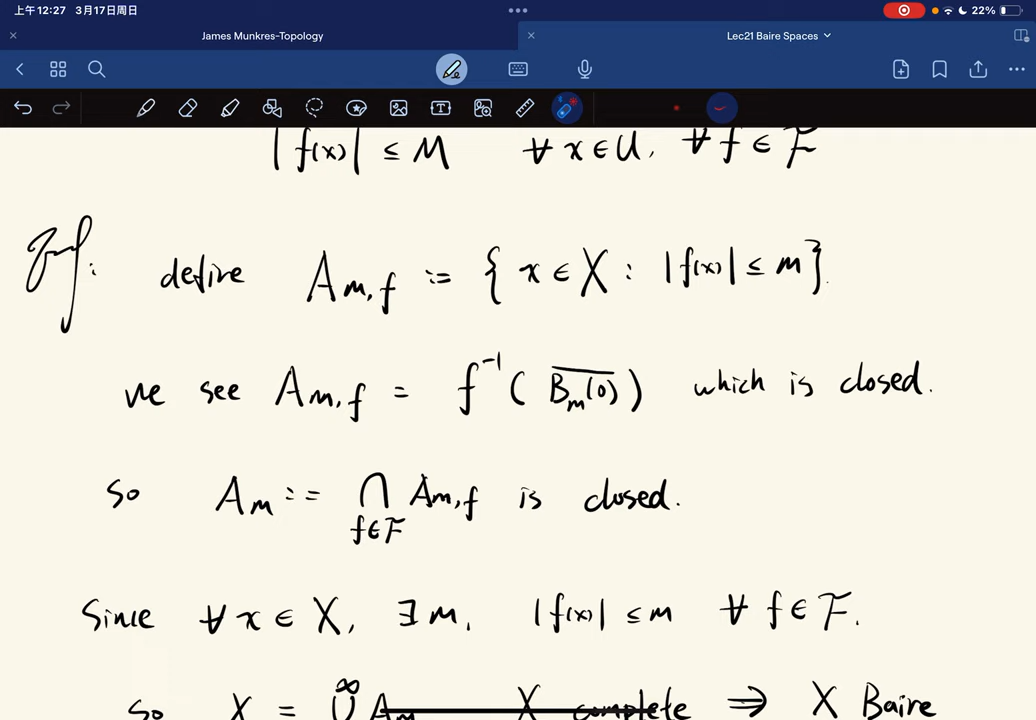 上午12:27 3月17日周日
22%
James Munkres-Topology
Lec21 Baire Spaces
|f(x)| ≤ M ∀ x ∈ U, ∀ f ∈ F
Proof: define A_{m,f} := { x ∈ X : |f(x)| ≤ m }.
we see A_{m,f} = f^{-1}( \overline{B_m(0)} ) which is closed.
So A_m := ⋂_{f∈F} A_{m,f} is closed.
Since ∀ x ∈ X, ∃ m, |f(x)| ≤ m ∀ f ∈ F.
so X = ⋃^∞ A_m X complete ⇒ X Baire